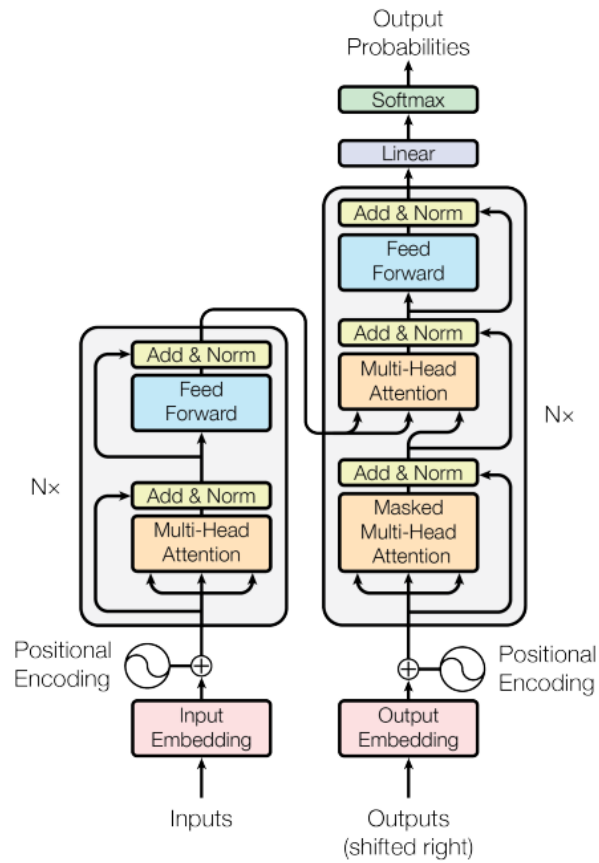 Output
Probabilities
Softmax
Linear
Add & Norm
Feed
Forward
Add & Norm
Multi-Head
Attention
Add & Norm
Masked
Multi-Head
Attention
N×
Positional
Encoding
Output
Embedding
Outputs
(shifted right)
Add & Norm
Feed
Forward
Add & Norm
Multi-Head
Attention
N×
Positional
Encoding
Input
Embedding
Inputs